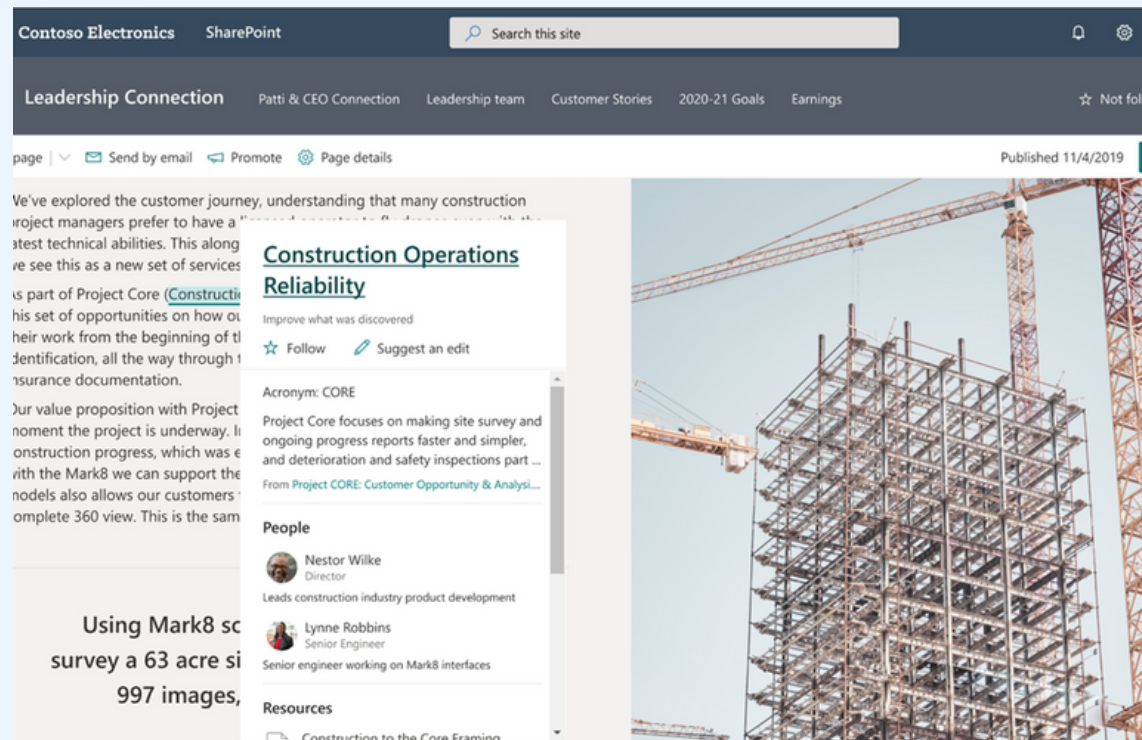 Contoso Electronics SharePoint Search this site
Leadership Connection Patti & CEO Connection Leadership team Customer Stories 2020-21 Goals Earnings Not fol
page Send by email Promote Page details Published 11/4/2019
We've explored the customer journey, understanding that many construction
project managers prefer to have a
latest technical abilities. This along
we see this as a new set of services
As part of Project Core (Constructi
this set of opportunities on how ou
their work from the beginning of t
identification, all the way through
insurance documentation.
Our value proposition with Project
moment the project is underway. I
construction progress, which was e
with the Mark8 we can support the
models also allows our customers
complete 360 view. This is the sam
Using Mark8 sc
survey a 63 acre si
997 images,
Construction Operations
Reliability
Improve what was discovered
Follow Suggest an edit
Acronym: CORE
Project Core focuses on making site survey and
ongoing progress reports faster and simpler,
and deterioration and safety inspections part ...
From Project CORE: Customer Opportunity & Analysi...
People
Nestor Wilke
Director
Leads construction industry product development
Lynne Robbins
Senior Engineer
Senior engineer working on Mark8 interfaces
Resources
Construction to the Core Framing